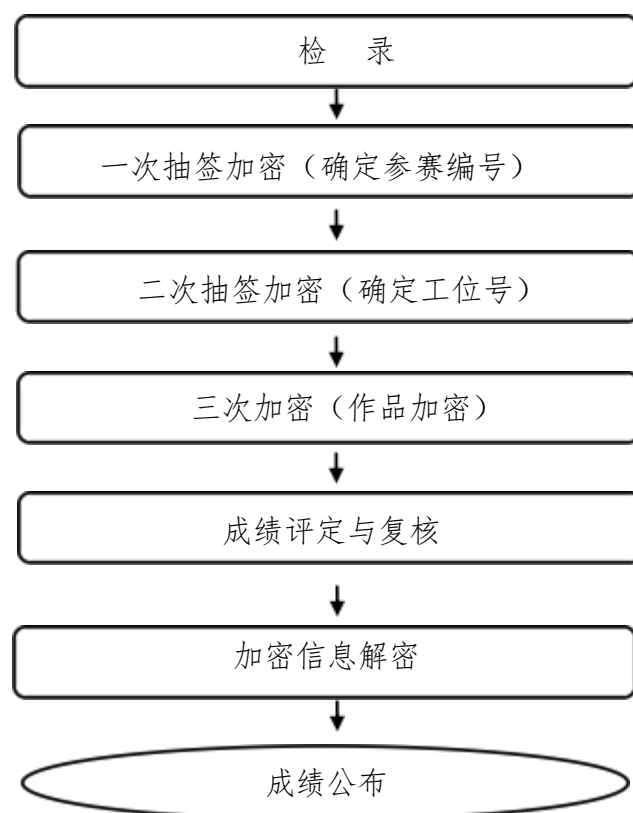 检 录
一次抽签加密（确定参赛编号）
二次抽签加密（确定工位号）
三次加密（作品加密）
成绩评定与复核
加密信息解密
成绩公布